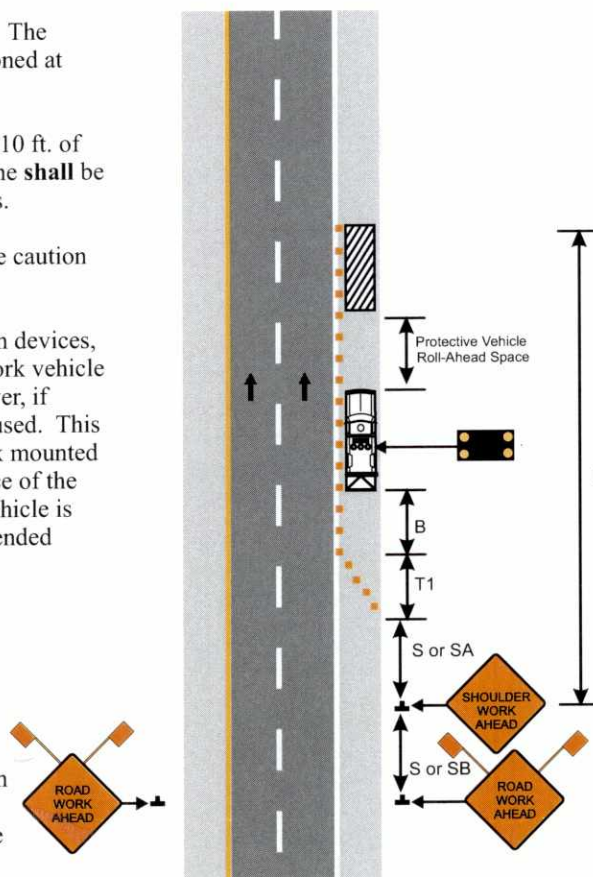 The
oned at
10 ft. of
ne shall be
s.
e caution
n devices,
ork vehicle
er, if
used. This
k mounted
ce of the
hicle is
ended
n
e
Protective Vehicle
Roll-Ahead Space
B
T1
S or SA
SHOULDER
WORK
AHEAD
S or SB
ROAD
WORK
AHEAD
ROAD
WORK
AHEAD